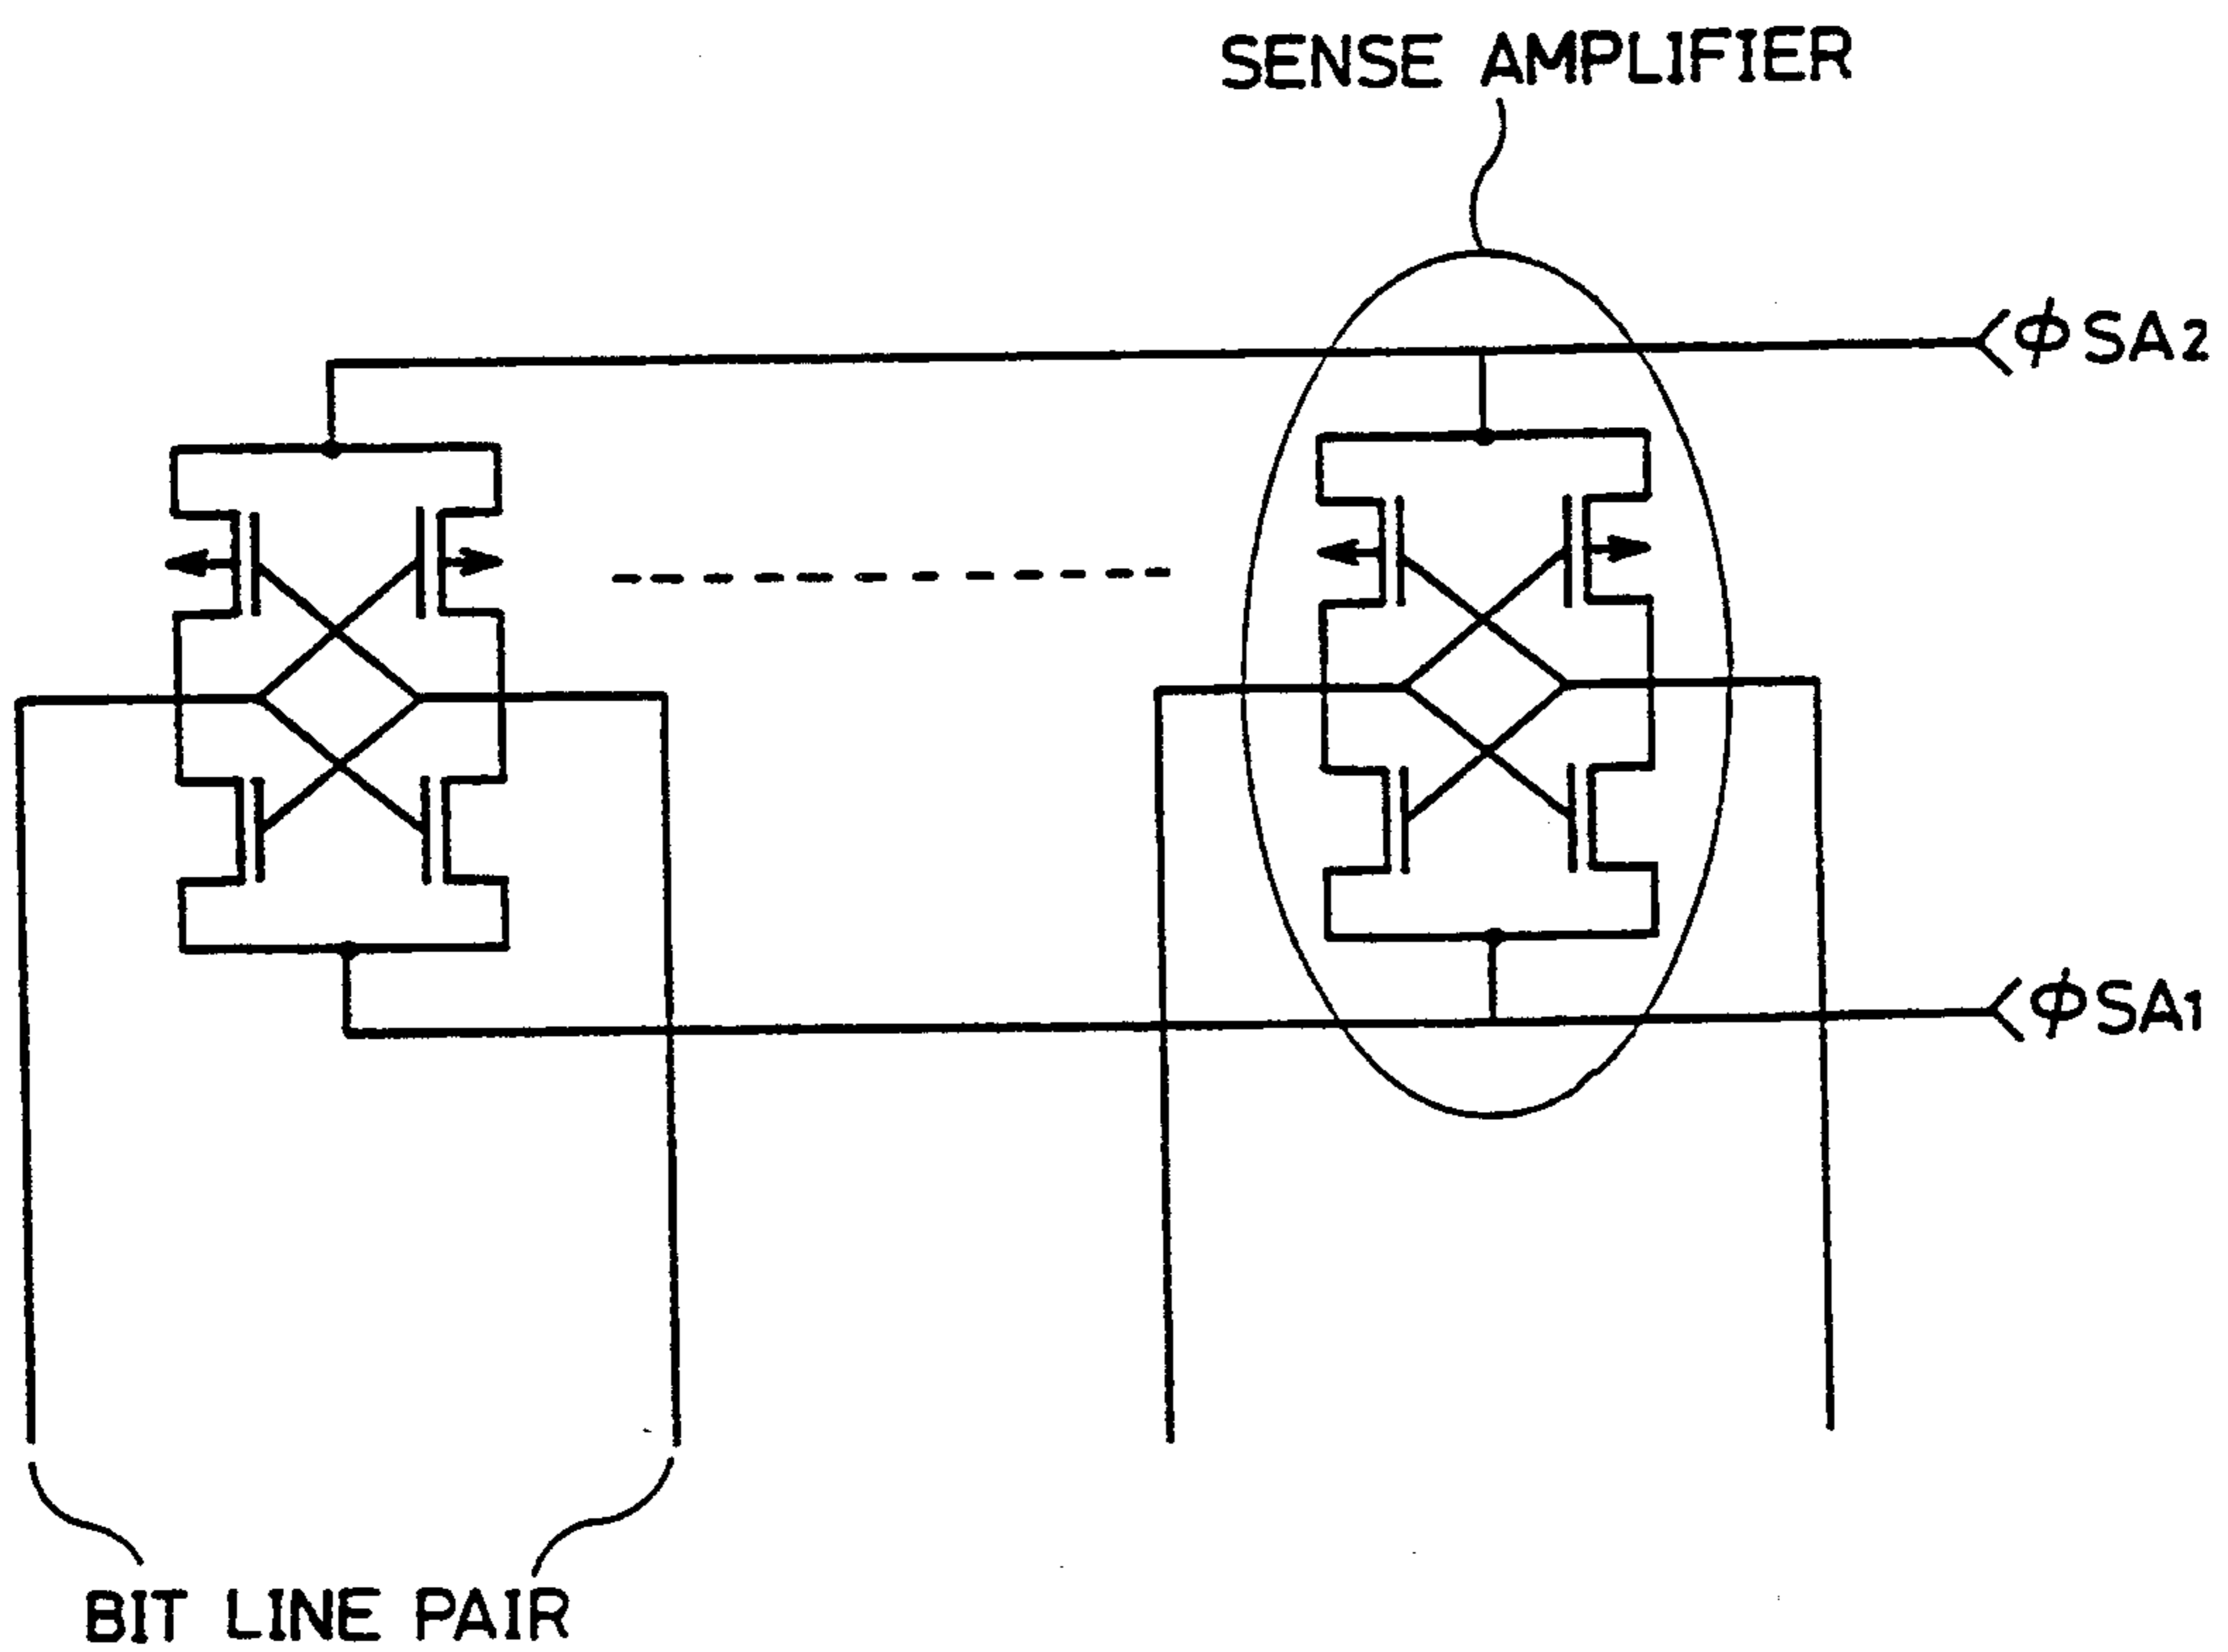 SENSE AMPLIFIER
ϕSA2
ϕSA1
BIT LINE PAIR